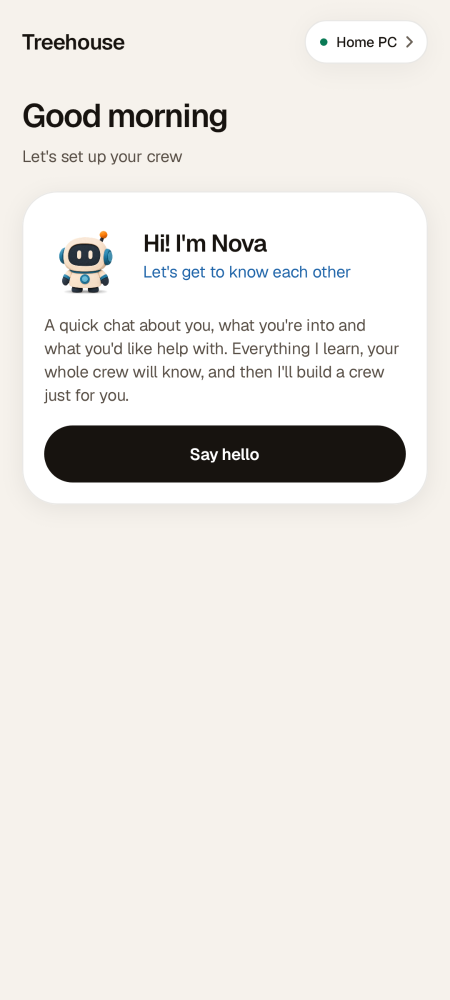 Treehouse
Home PC
Good morning
Let's set up your crew
Hi! I'm Nova
Let's get to know each other
A quick chat about you, what you're into and
what you'd like help with. Everything I learn, your
whole crew will know, and then I'll build a crew
just for you.
Say hello